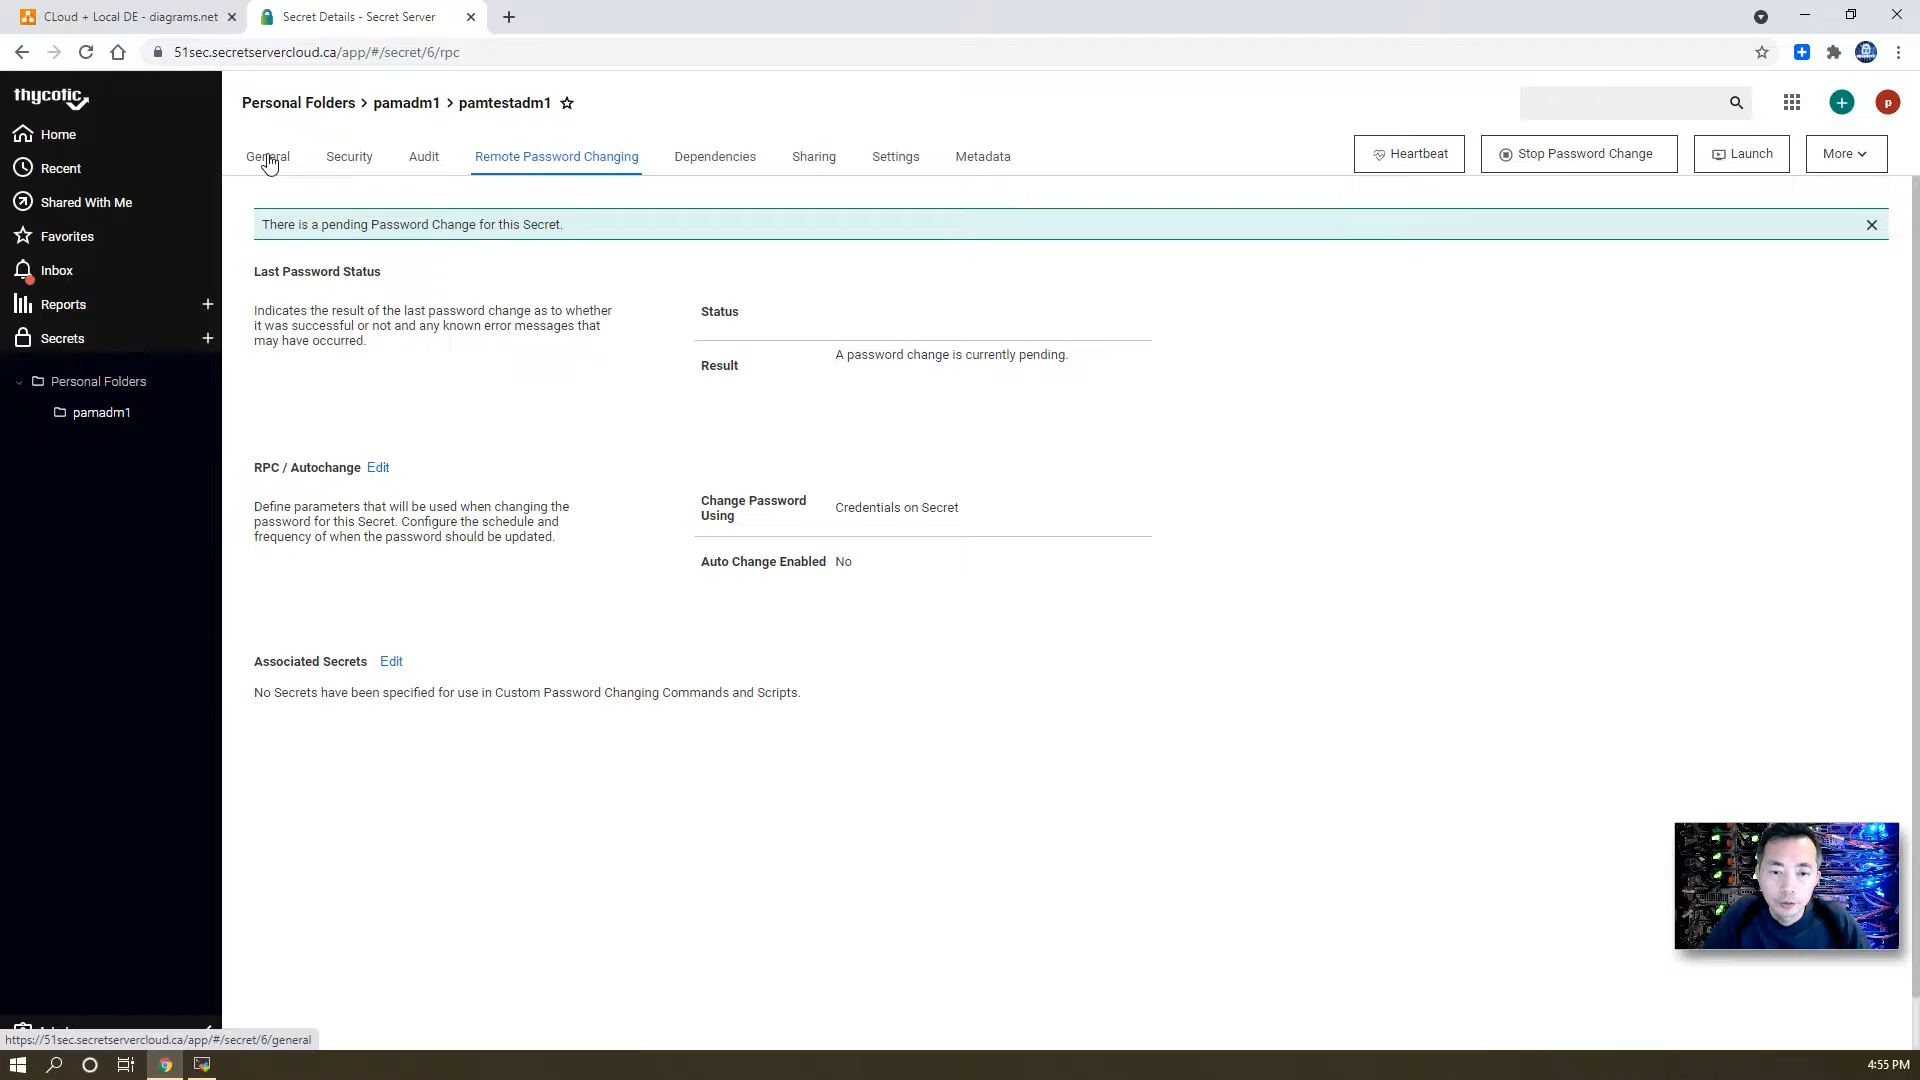 CLoud + Local DE - diagrams.net
Secret Details - Secret Server
51sec.secretservercloud.ca/app/#/secret/6/rpc
thycotic
Personal Folders > pamadm1 > pamtestadm1
p
Home
Recent
Shared With Me
Favorites
Inbox
Reports
Secrets
Personal Folders
pamadm1
General
Security
Audit
Remote Password Changing
Dependencies
Sharing
Settings
Metadata
Heartbeat
Stop Password Change
Launch
More
There is a pending Password Change for this Secret.
Last Password Status
Indicates the result of the last password change as to whether
it was successful or not and any known error messages that
may have occurred.
Status
Result
A password change is currently pending.
RPC / Autochange Edit
Define parameters that will be used when changing the
password for this Secret. Configure the schedule and
frequency of when the password should be updated.
Change Password
Using
Credentials on Secret
Auto Change Enabled No
Associated Secrets Edit
No Secrets have been specified for use in Custom Password Changing Commands and Scripts.
https://51sec.secretservercloud.ca/app/#/secret/6/general
4:55 PM